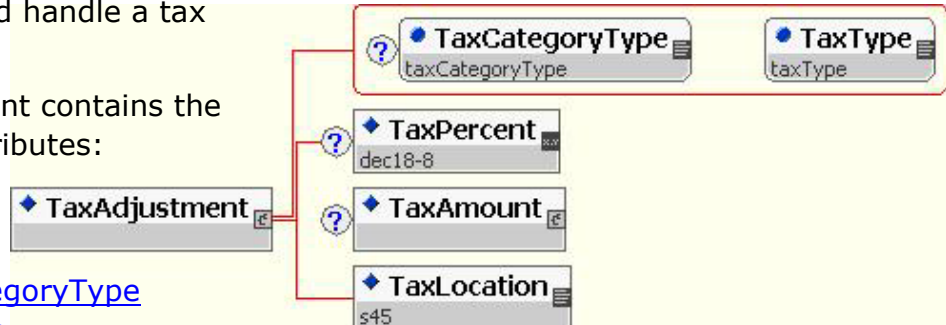 d handle a tax
nt contains the
ributes:
egoryType
TaxAdjustment
? TaxCategoryType
taxCategoryType
TaxType
taxType
? TaxPercent
dec18-8
? TaxAmount
TaxLocation
s45